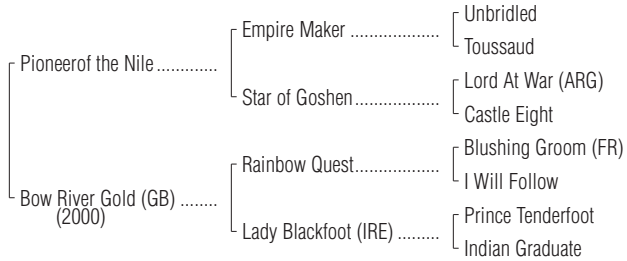 Unbridled
Empire Maker ...................
Toussaud
Pioneerof the Nile .............
Lord At War (ARG)
Star of Goshen ..................
Castle Eight
Blushing Groom (FR)
Rainbow Quest ..................
I Will Follow
Bow River Gold (GB) ........
(2000)
Prince Tenderfoot
Lady Blackfoot (IRE) .........
Indian Graduate